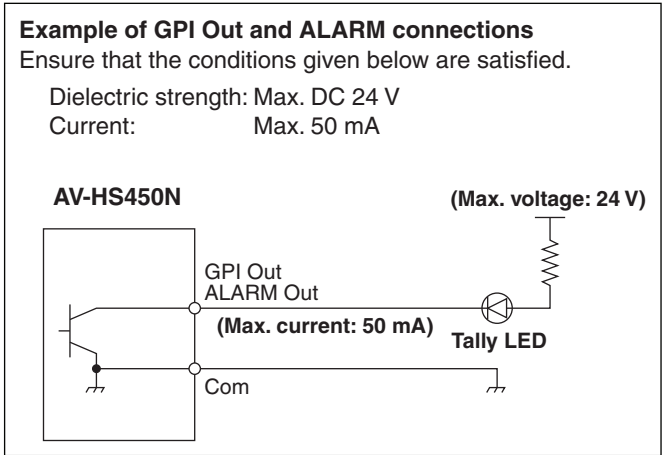 Example of GPI Out and ALARM connections
Ensure that the conditions given below are satisfied.
Dielectric strength: Max. DC 24 V
Current: Max. 50 mA
AV-HS450N
(Max. voltage: 24 V)
GPI Out
ALARM Out
(Max. current: 50 mA)
Tally LED
Com